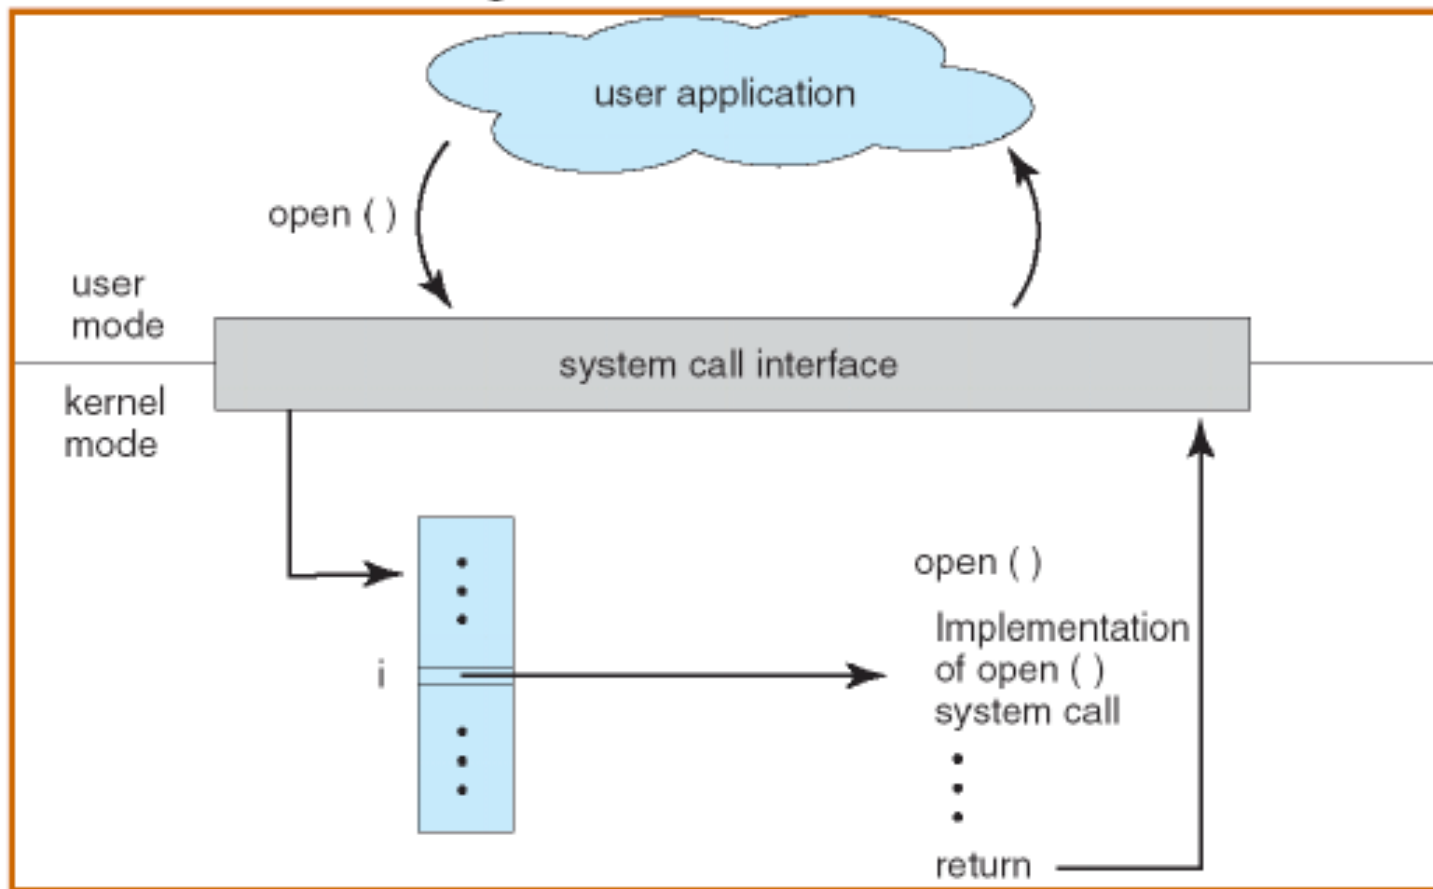 user application
open ( )
user
mode
system call interface
kernel
mode
open ( )
Implementation
of open ( )
system call
i
return